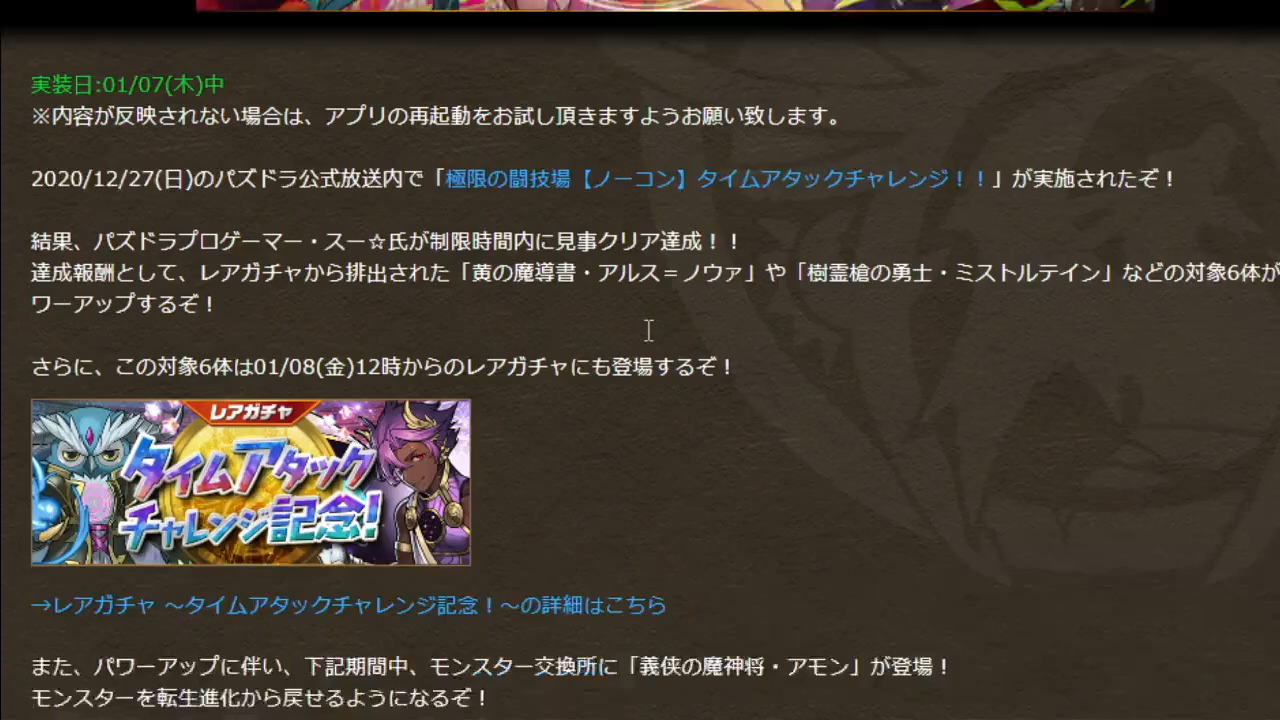 実装日:01/07(木)中
※内容が反映されない場合は、アプリの再起動をお試し頂きますようお願い致します。
2020/12/27(日)のパズドラ公式放送内で「極限の闘技場【ノーコン】タイムアタックチャレンジ！！」が実施されたぞ！
結果、パズドラプロゲーマー・スー☆氏が制限時間内に見事クリア達成！！
達成報酬として、レアガチャから排出された「黄の魔導書・アルス＝ノウァ」や「樹霊槍の勇士・ミストルテイン」などの対象6体が
ワーアップするぞ！
さらに、この対象6体は01/08(金)12時からのレアガチャにも登場するぞ！
レアガチャ
タイムアタック
チャレンジ記念！
→レアガチャ ～タイムアタックチャレンジ記念！～の詳細はこちら
また、パワーアップに伴い、下記期間中、モンスター交換所に「義侠の魔神将・アモン」が登場！
モンスターを転生進化から戻せるようになるぞ！